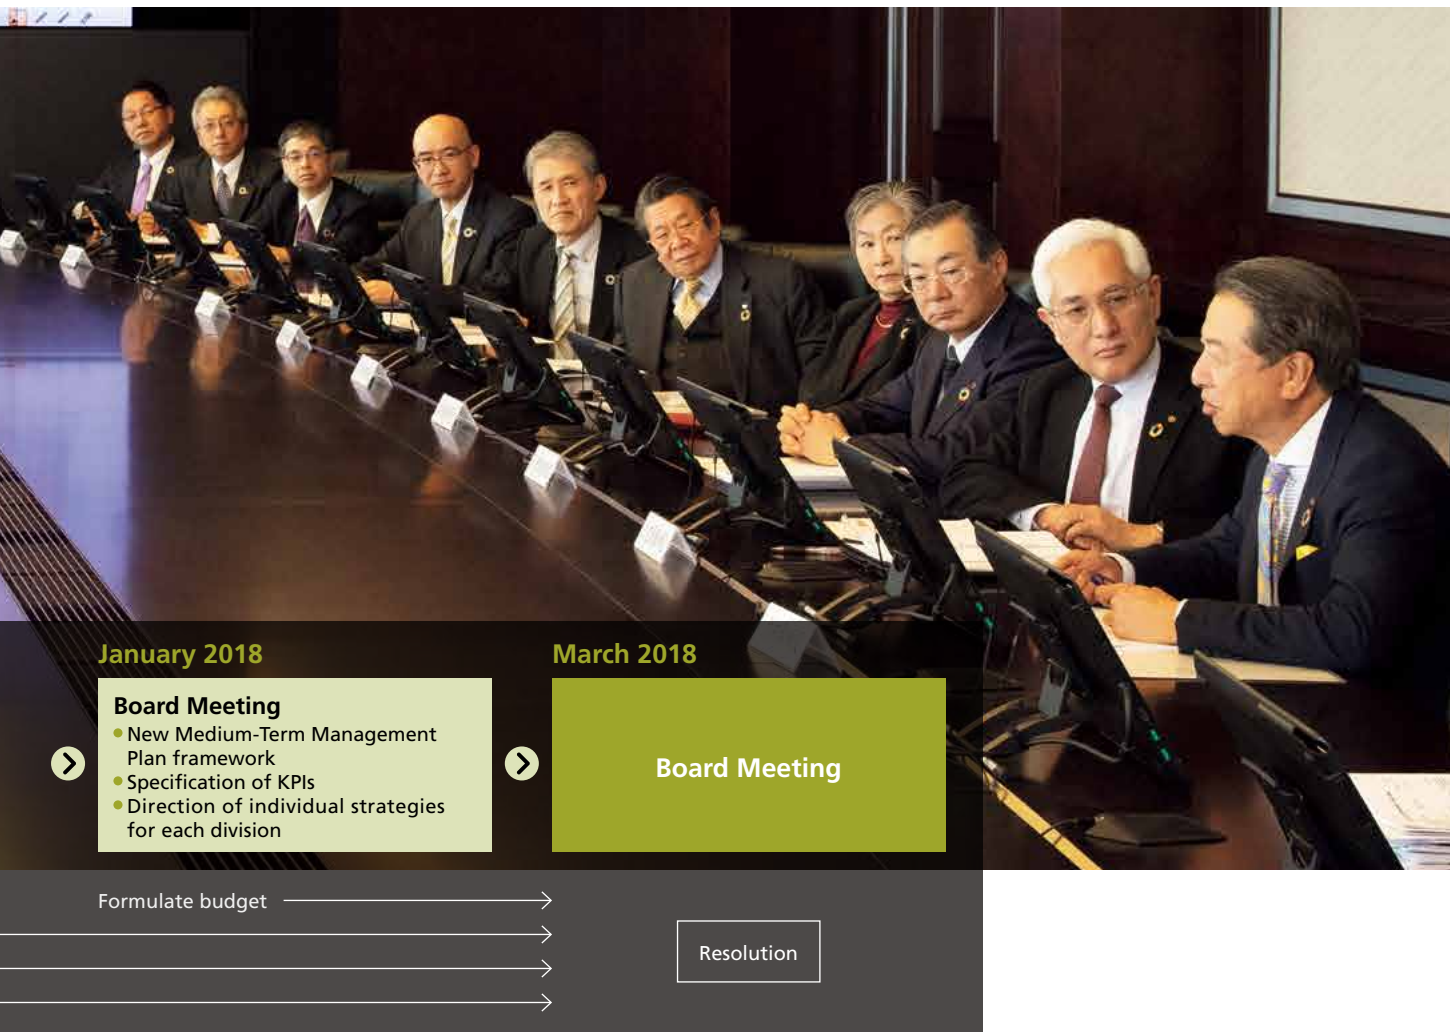 January 2018
Board Meeting
• New Medium-Term Management
Plan framework
• Specification of KPIs
• Direction of individual strategies
for each division
March 2018
Board Meeting
Formulate budget
Resolution